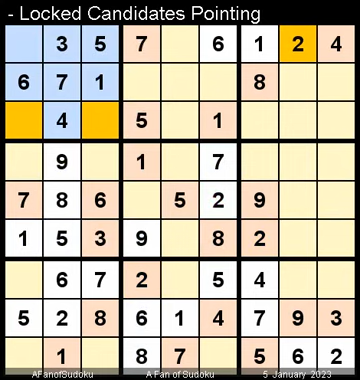 - Locked Candidates Pointing
3 5 7 6 1 2 4
6 7 1 8
4 5 1
9 1 7
7 8 6 5 2 9
1 5 3 9 8 2
6 7 2 5 4
5 2 8 6 1 4 7 9 3
1 8 7 5 6 2
AFanofSudoku A Fan of Sudoku 5 January 2023